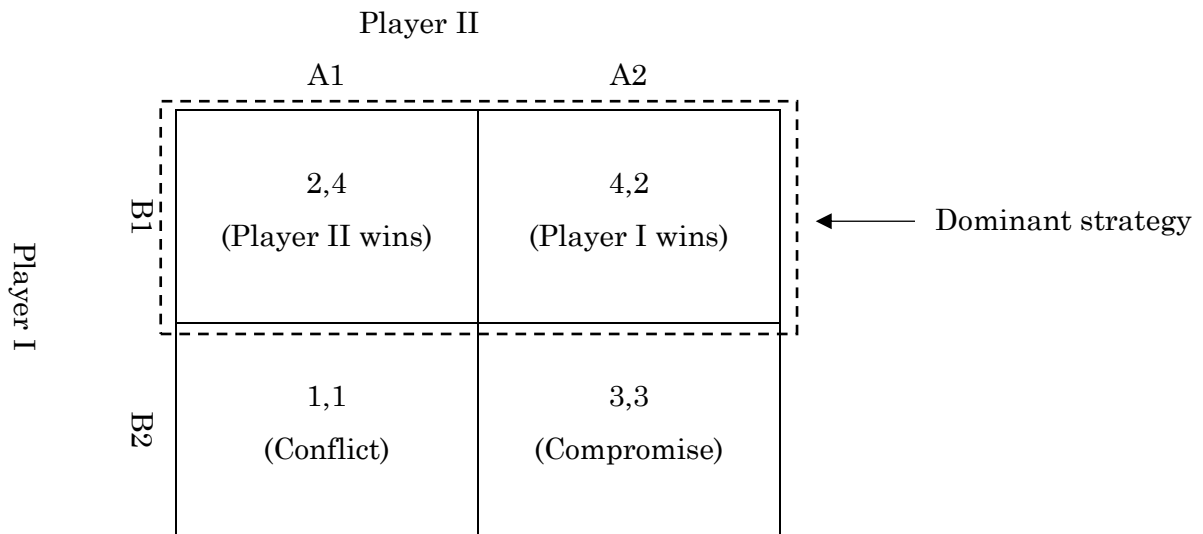 Player II
A1 A2
Player I
B1
2,4 4,2
(Player II wins) (Player I wins)
Dominant strategy
B2
1,1 3,3
(Conflict) (Compromise)